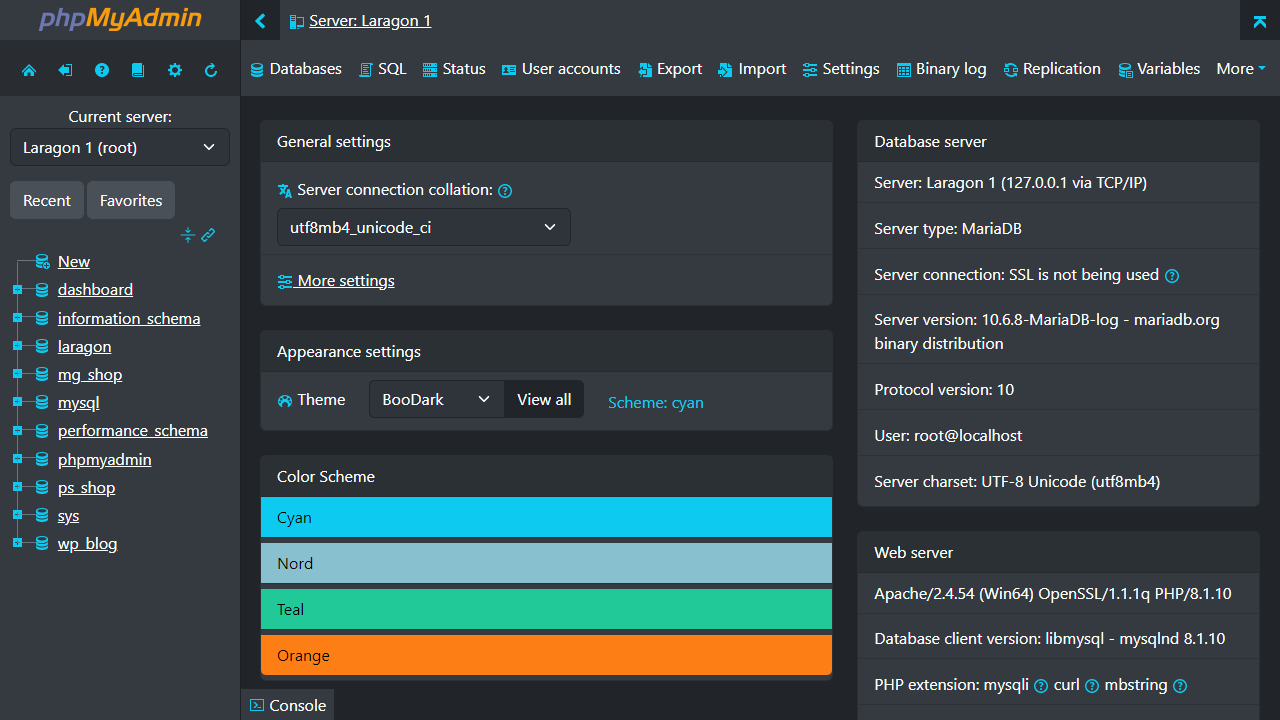 phpMyAdmin
Current server:
Laragon 1 (root)
Recent Favorites
New
dashboard
information_schema
laragon
mg_shop
mysql
performance_schema
phpmyadmin
ps_shop
sys
wp_blog
Server: Laragon 1
Databases SQL Status User accounts Export Import Settings Binary log Replication Variables More
General settings
Server connection collation:
utf8mb4_unicode_ci
More settings
Appearance settings
Theme BooDark View all Scheme: cyan
Color Scheme
Cyan
Nord
Teal
Orange
Console
Database server
Server: Laragon 1 (127.0.0.1 via TCP/IP)
Server type: MariaDB
Server connection: SSL is not being used
Server version: 10.6.8-MariaDB-log - mariadb.org
binary distribution
Protocol version: 10
User: root@localhost
Server charset: UTF-8 Unicode (utf8mb4)
Web server
Apache/2.4.54 (Win64) OpenSSL/1.1.1q PHP/8.1.10
Database client version: libmysql - mysqlnd 8.1.10
PHP extension: mysqli curl mbstring